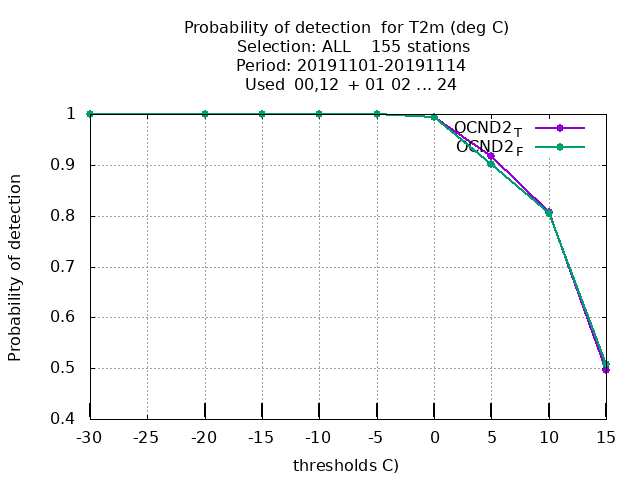 Probability of detection  for T2m (deg C)
Selection: ALL    155 stations
Period: 20191101-20191114
Used  00,12  + 01 02 ... 24
OCND2T
OCND2F
Probability of detection
1
0.9
0.8
0.7
0.6
0.5
0.4
-30 -25 -20 -15 -10 -5 0 5 10 15
thresholds C)